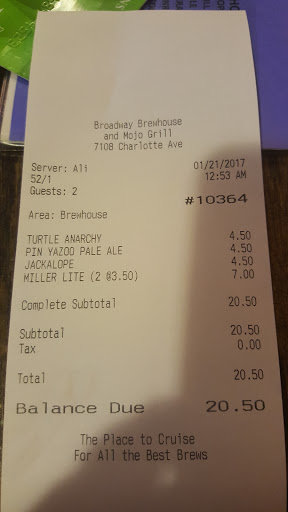 Broadway Brewhouse
and Mojo Grill
7108 Charlotte Ave
Server: Ali 01/21/2017
52/1 12:53 AM
Guests: 2 #10364
Area: Brewhouse
TURTLE ANARCHY 4.50
PIN YAZOO PALE ALE 4.50
JACKALOPE 4.50
MILLER LITE (2 @3.50) 7.00
Complete Subtotal 20.50
Subtotal 20.50
Tax 0.00
Total 20.50
Balance Due 20.50
The Place to Cruise
For All the Best Brews